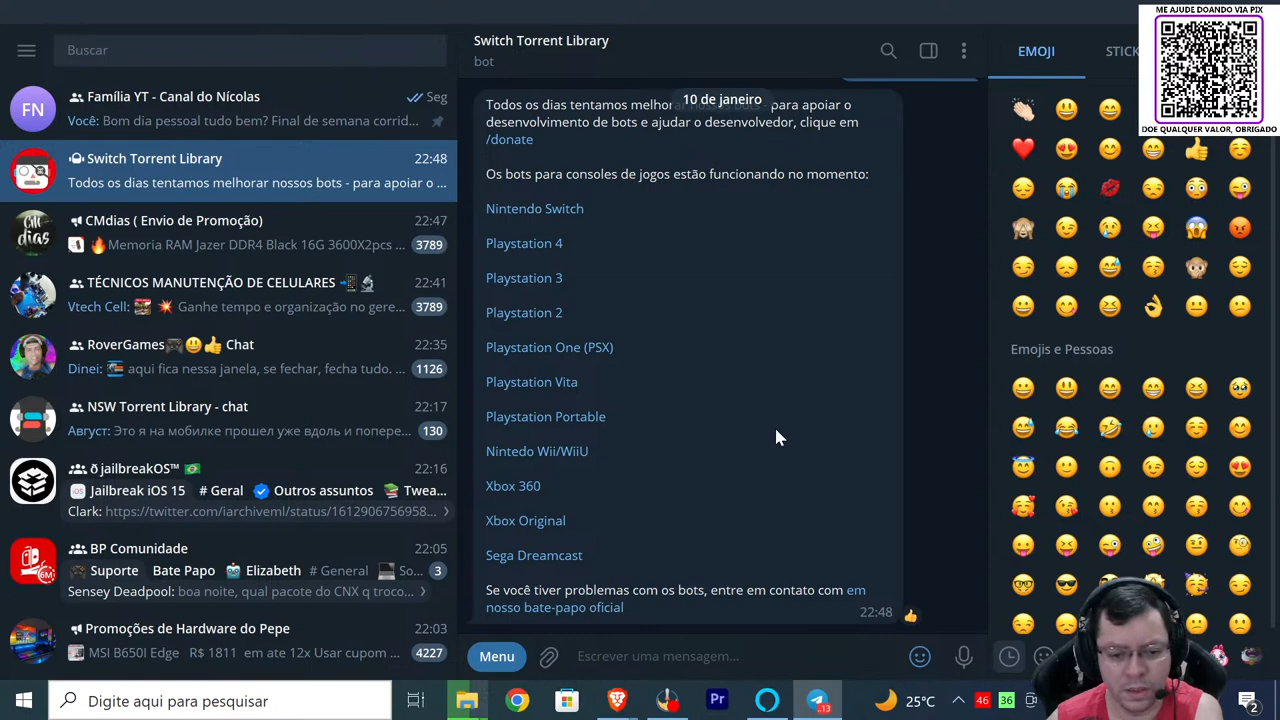 ME AJUDE DOANDO VIA PIX
DOE QUALQUER VALOR, OBRIGADO
Buscar
Família YT - Canal do Nícolas
Seg
Você: Bom dia pessoal tudo bem? Final de semana corrid...
Switch Torrent Library
22:48
Todos os dias tentamos melhorar nossos bots - para apoiar o ...
CMdias ( Envio de Promoção)
22:47
🔥Memoria RAM Jazer DDR4 Black 16G 3600X2pcs ...
3789
TÉCNICOS MANUTENÇÃO DE CELULARES 📲🔬
22:41
Vtech Cell: Ganhe tempo e organização no gere...
3789
RoverGames🎮😃👍 Chat
22:35
Dinei: aqui fica nessa janela, se fechar, fecha tudo. ...
1126
NSW Torrent Library - chat
22:17
Август: Это я на мобилке прошел уже вдоль и попере...
130
ð jailbreakOS™ 🇧🇷
22:16
Jailbreak iOS 15 # Geral Outros assuntos Twea...
Clark: https://twitter.com/iarchiveml/status/1612906756958...
BP Comunidade
22:05
Suporte Bate Papo Elizabeth # General So...
3
Sensey Deadpool: boa noite, qual pacote do CNX q troco...
Promoções de Hardware do Pepe
22:03
MSI B650I Edge R$ 1811 em ate 12x Usar cupom ...
4227
FN
Switch Torrent Library
bot
10 de janeiro
Todos os dias tentamos melhorar para apoiar o
desenvolvimento de bots e ajudar o desenvolvedor, clique em
/donate
Os bots para consoles de jogos estão funcionando no momento:
Nintendo Switch
Playstation 4
Playstation 3
Playstation 2
Playstation One (PSX)
Playstation Vita
Playstation Portable
Nintedo Wii/WiiU
Xbox 360
Xbox Original
Sega Dreamcast
Se você tiver problemas com os bots, entre em contato com em
nosso bate-papo oficial
22:48
Menu
Escrever uma mensagem...
EMOJI
STICK
Emojis e Pessoas
Digite aqui para pesquisar
Pr
.13
25°C
46
36
2